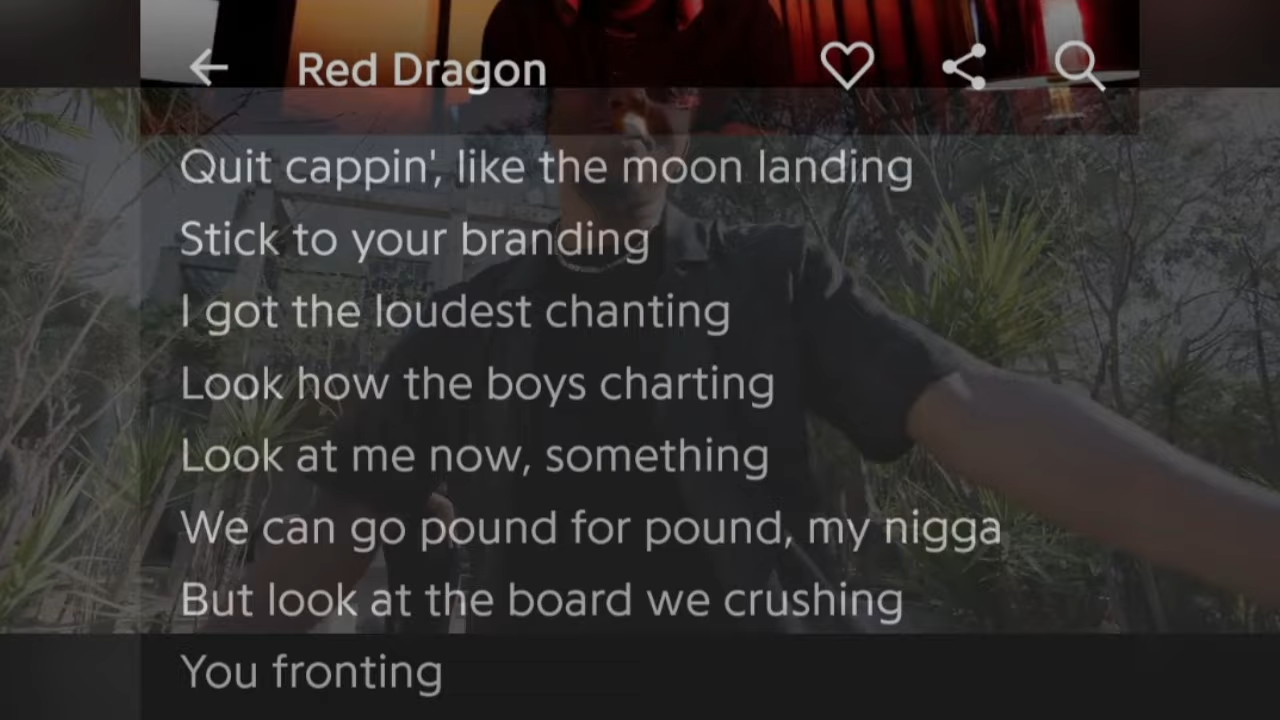 Red Dragon
Quit cappin', like the moon landing
Stick to your branding
I got the loudest chanting
Look how the boys charting
Look at me now, something
We can go pound for pound, my nigga
But look at the board we crushing
You fronting